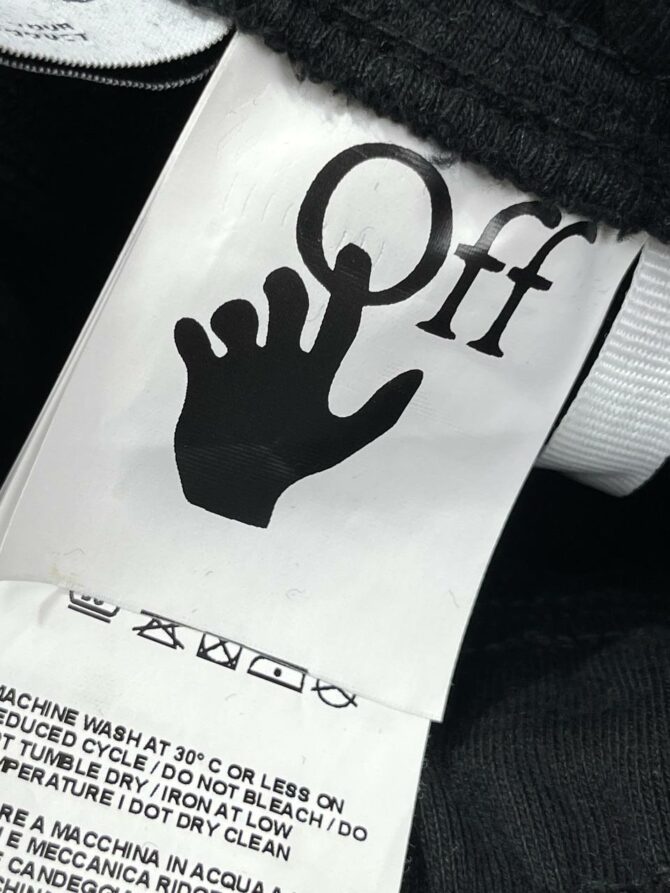 Off
MACHINE WASH AT 30° C OR LESS ON
EDUCED CYCLE / DO NOT BLEACH / DO
T TUMBLE DRY / IRON AT LOW
MPERATURE I DOT DRY CLEAN
RE A MACCHINA IN ACQUA A
E MECCANICA RIDO
CANDEGG